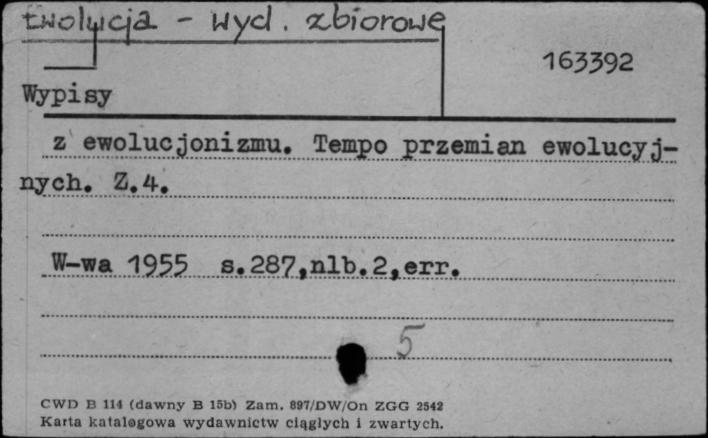 Ewolucja - wyd. zbiorowe
163392
Wypisy
z ewolucjonizmu. Tempo przemian ewolucyj-
nych. Z.4.
W-wa 1955 s.287,nlb.2,err.
5
CWD B 114 (dawny B 15b) Zam. 897/DW/On ZGG 2542
Karta katalogowa wydawnictw ciągłych i zwartych.